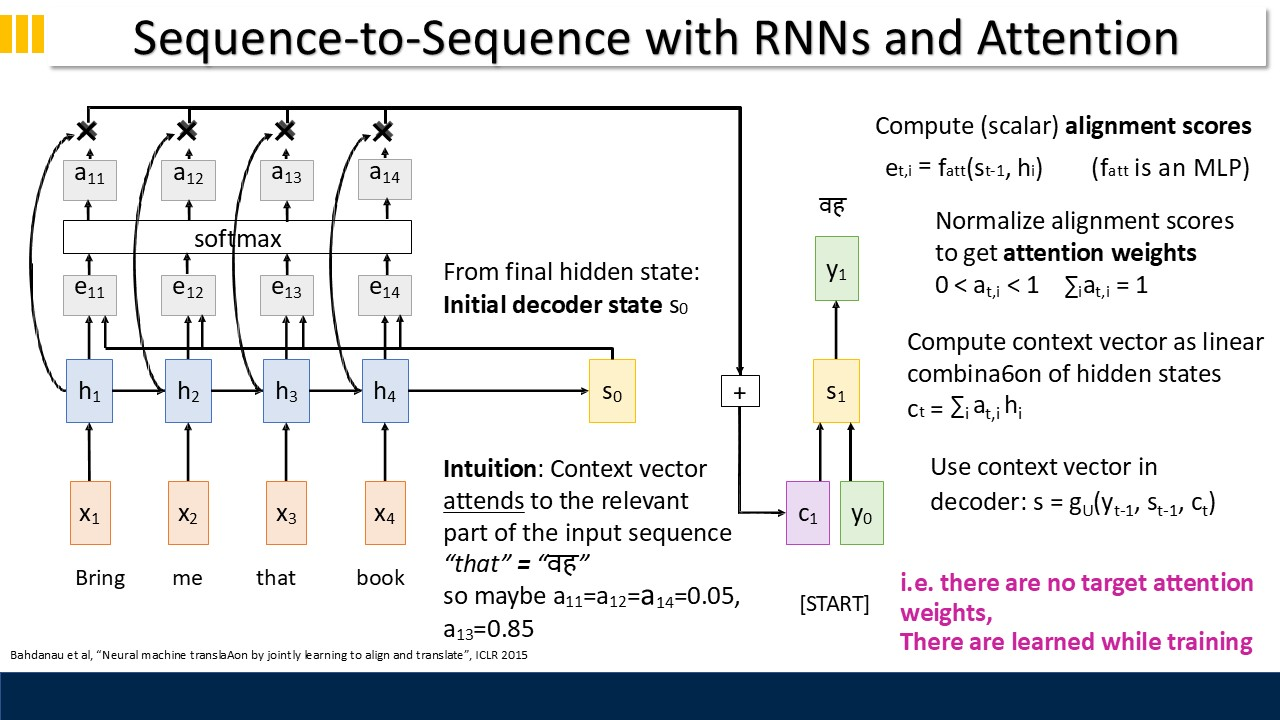 Sequence-to-Sequence with RNNs and Attention
a11 a12 a13 a14
softmax
e11 e12 e13 e14
h1 h2 h3 h4 s0
x1 x2 x3 x4
Bring me that book
From final hidden state:
Initial decoder state s0
Intuition: Context vector
attends to the relevant
part of the input sequence
“that” = “वह”
so maybe a11=a12=a14=0.05,
a13=0.85
+
वह
y1
s1
c1 y0
[START]
Compute (scalar) alignment scores
et,i = fatt(st-1, hi) (fatt is an MLP)
Normalize alignment scores
to get attention weights
0 < at,i < 1 ∑iat,i = 1
Compute context vector as linear
combina6on of hidden states
ct = ∑i at,i hi
Use context vector in
decoder: s = gU(yt-1, st-1, ct)
i.e. there are no target attention
weights,
There are learned while training
Bahdanau et al, “Neural machine translaAon by jointly learning to align and translate”, ICLR 2015